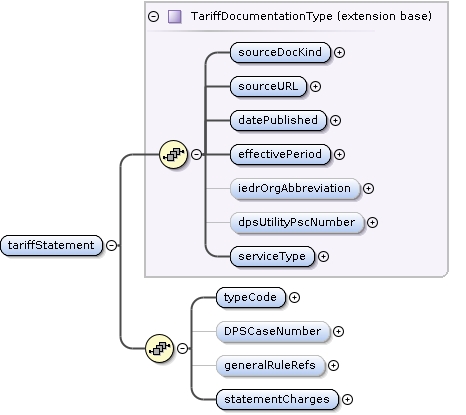 TariffDocumentationType (extension base)
sourceDocKind
sourceURL
datePublished
effectivePeriod
iedrOrgAbbreviation
dpsUtilityPscNumber
serviceType
tariffStatement
typeCode
DPSCaseNumber
generalRuleRefs
statementCharges